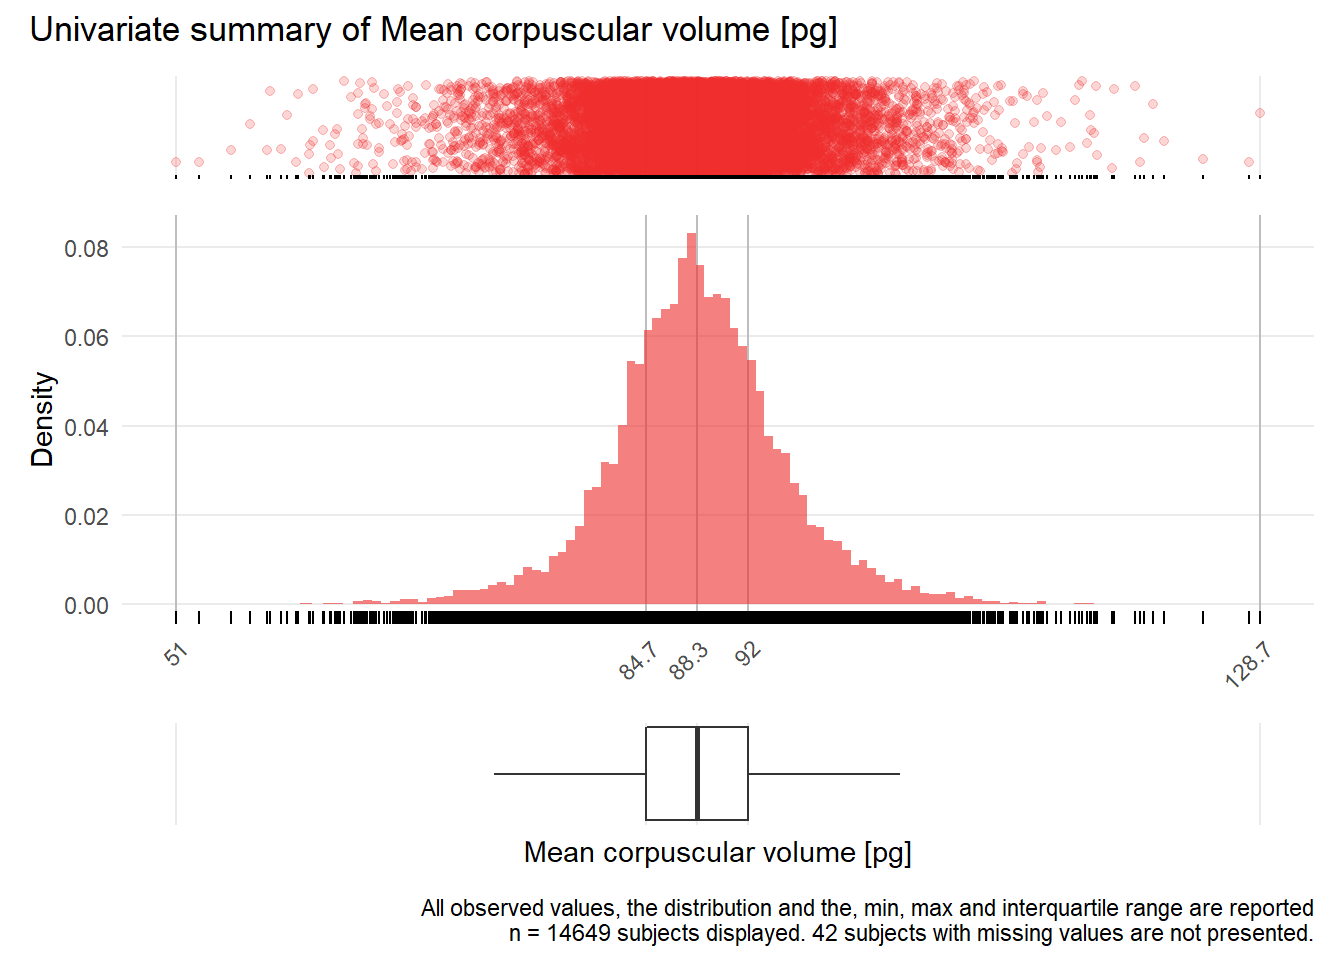 Univariate summary of Mean corpuscular volume [pg]
0.08
0.06
0.04
0.02
0.00
Density
51
84.7
88.3
92
128.7
Mean corpuscular volume [pg]
All observed values, the distribution and the, min, max and interquartile range are reported
n = 14649 subjects displayed. 42 subjects with missing values are not presented.